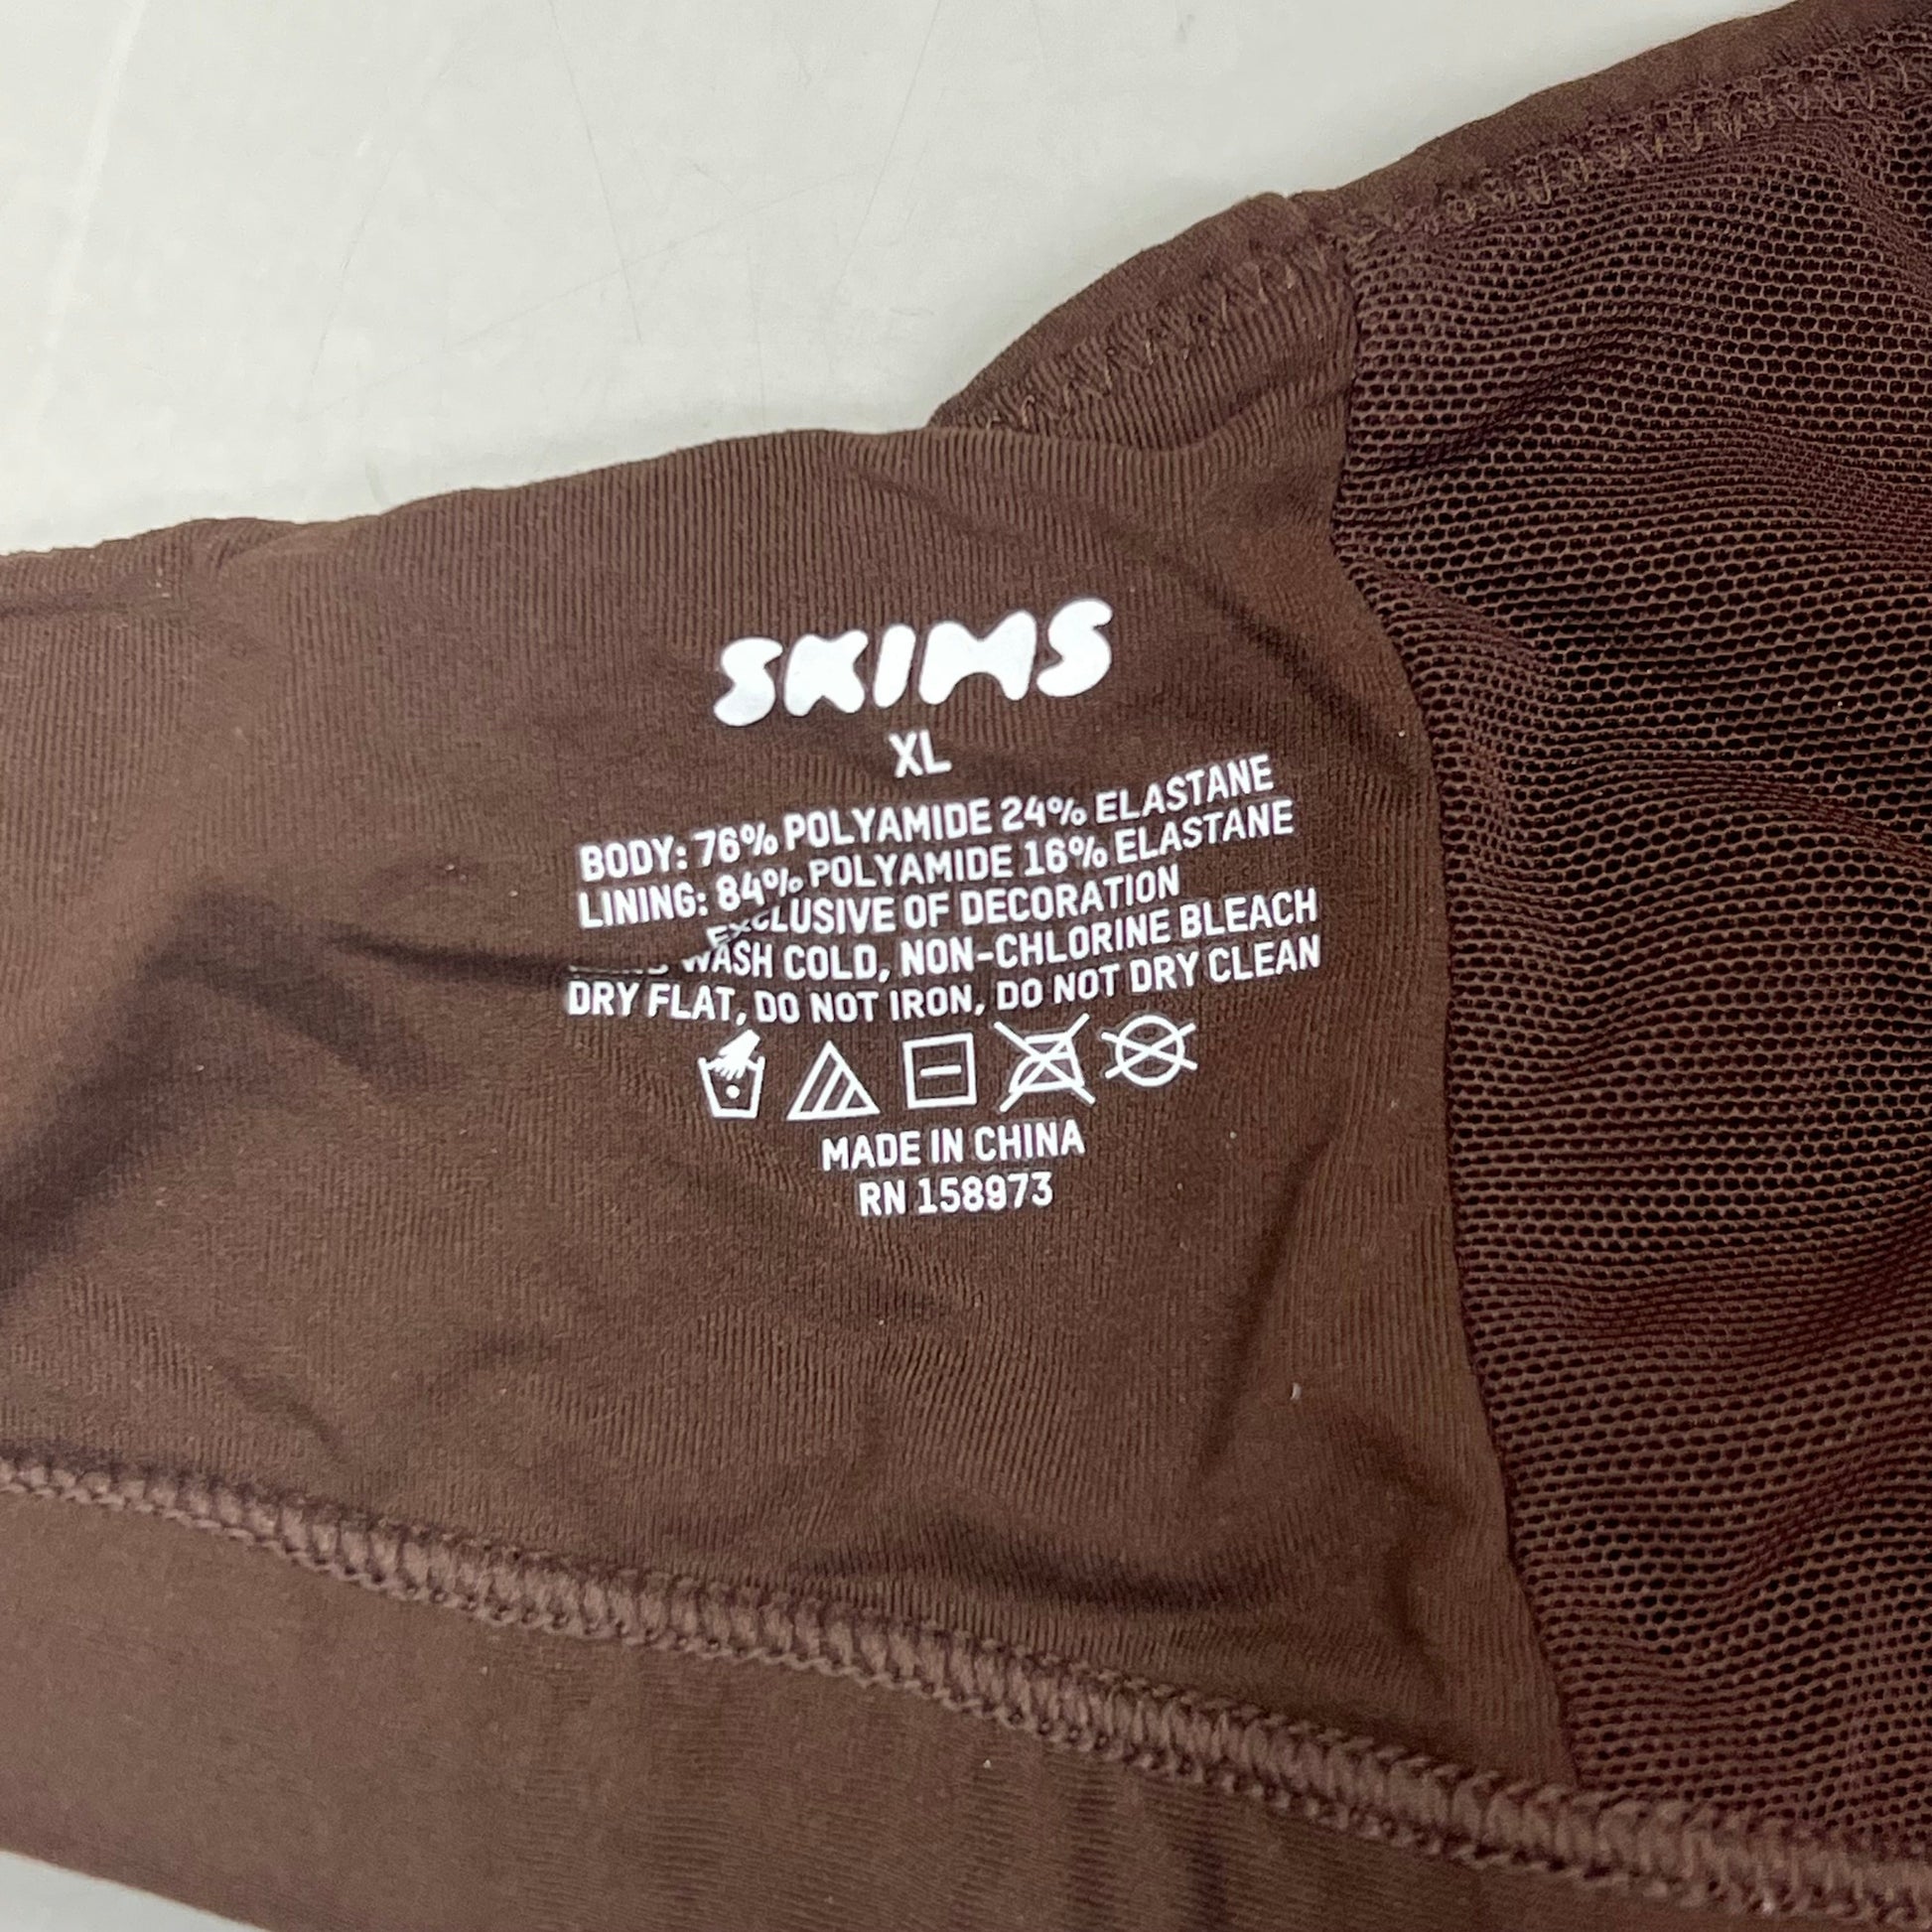 SKIMS
XL
BODY: 76% POLYAMIDE 24% ELASTANE
LINING: 84% POLYAMIDE 16% ELASTANE
EXCLUSIVE OF DECORATION
WASH COLD, NON-CHLORINE BLEACH
DRY FLAT, DO NOT IRON, DO NOT DRY CLEAN
MADE IN CHINA
RN 158973